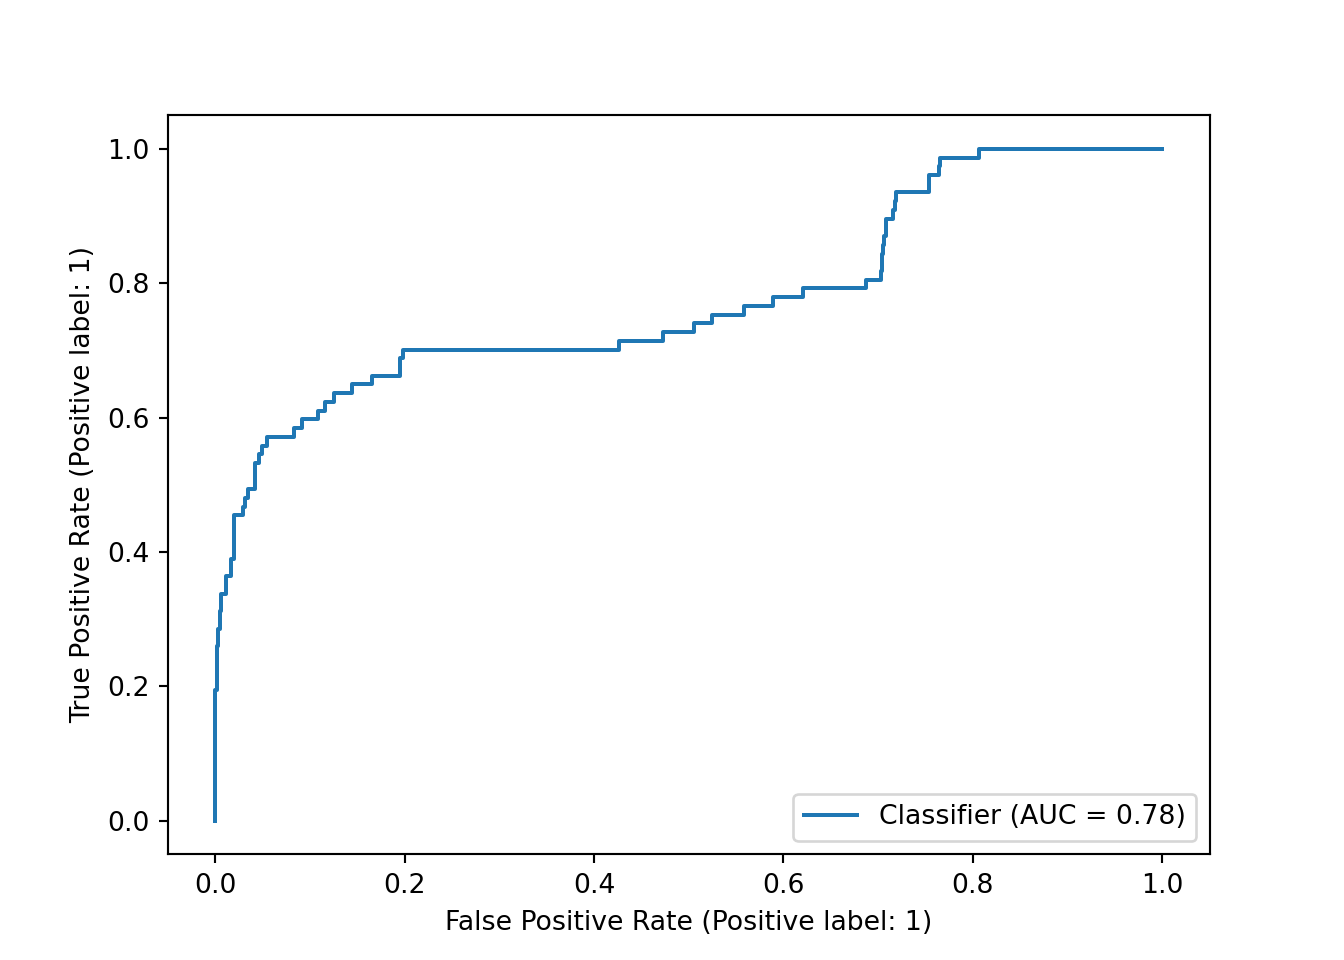 True Positive Rate (Positive label: 1)
1.0
0.8
0.6
0.4
0.2
0.0
Classifier (AUC = 0.78)
0.0 0.2 0.4 0.6 0.8 1.0
False Positive Rate (Positive label: 1)